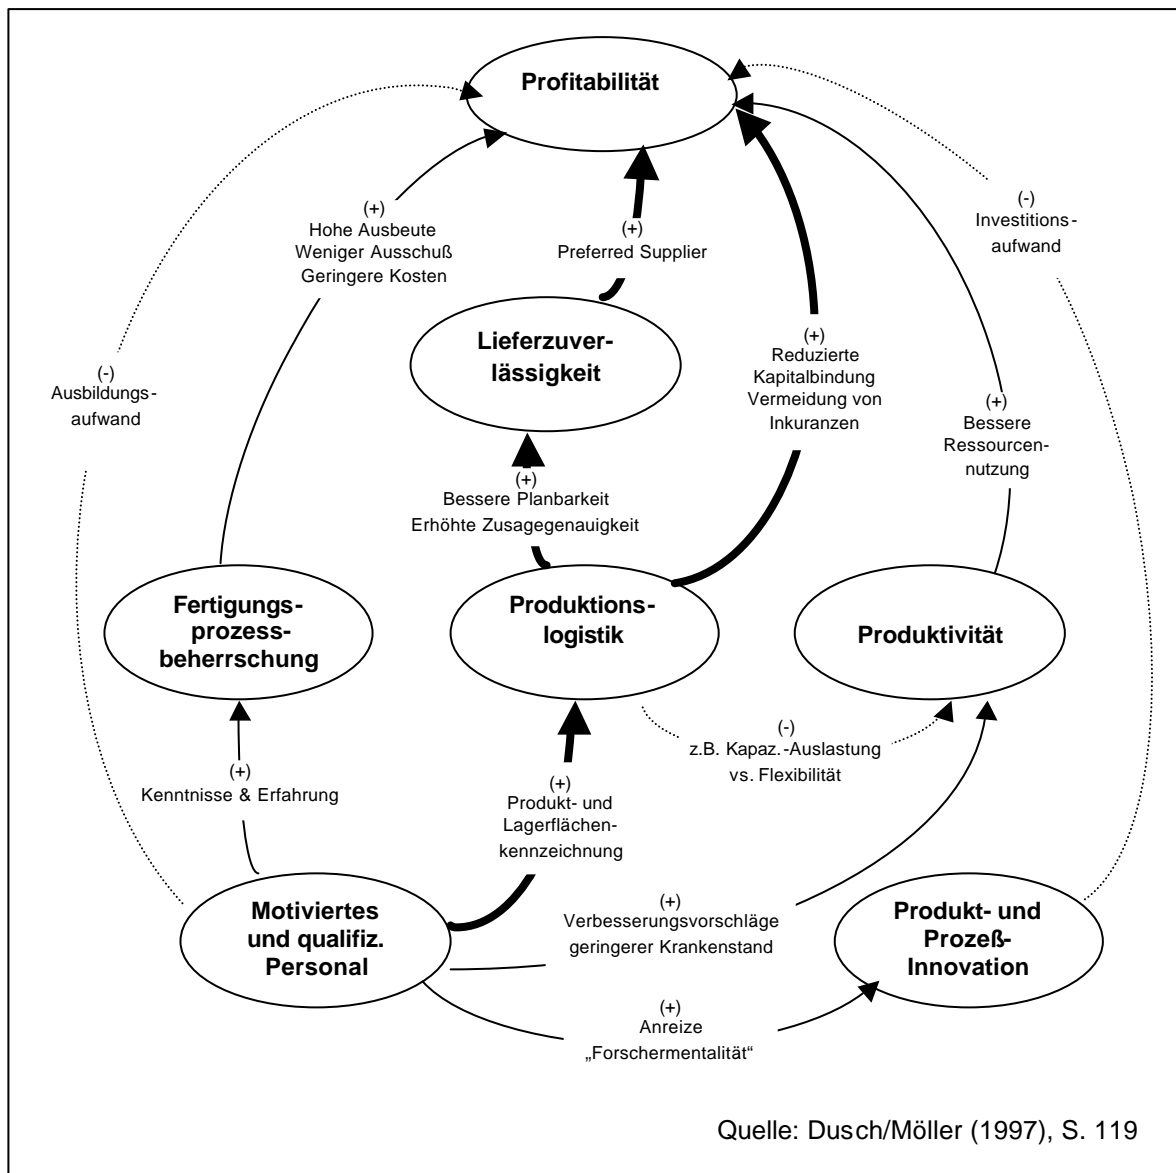 Profitabilität
(+)
Hohe Ausbeute
Weniger Ausschuß
Geringere Kosten
(+)
Preferred Supplier
(-)
Investitions-
aufwand
Lieferzuver-
lässigkeit
(+)
Reduzierte
Kapitalbindung
Vermeidung von
Inkuranzen
(-)
Ausbildungs-
aufwand
(+)
Bessere
Ressourcen-
nutzung
(+)
Bessere Planbarkeit
Erhöhte Zusagegenauigkeit
Fertigungs-
prozess-
beherrschung
Produktions-
logistik
Produktivität
(-)
z.B. Kapaz.-Auslastung
vs. Flexibilität
(+)
Kenntnisse & Erfahrung
(+)
Produkt- und
Lagerflächen-
kennzeichnung
Motiviertes
und qualifiz.
Personal
(+)
Verbesserungsvorschläge
geringerer Krankenstand
Produkt- und
Prozeß-
Innovation
(+)
Anreize
„Forschermentalität“
Quelle: Dusch/Möller (1997), S. 119